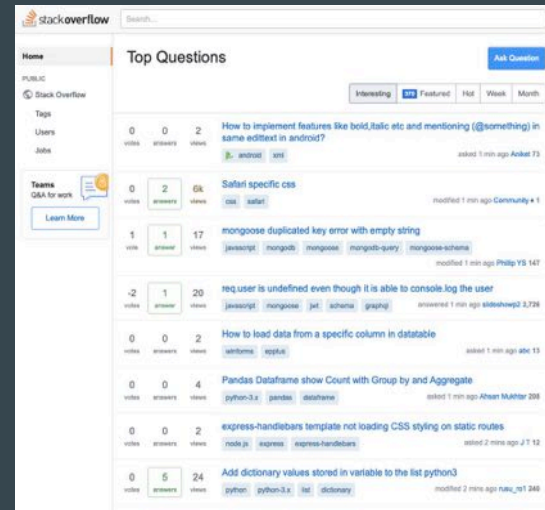 stackoverflow
Search...
Home
PUBLIC
Stack Overflow
Tags
Users
Jobs
Teams
Q&A for work
Learn More
Top Questions
Ask Question
Interesting Featured Hot Week Month
0 votes 0 answers 2 views
How to implement features like bold,italic etc and mentioning (@something) in
same edittext in android?
android xml
asked 1 min ago Aniket 73
0 votes 2 answers 6k views
Safari specific css
css safari
modified 1 min ago Community ♦ 1
1 vote 1 answer 17 views
mongoose duplicated key error with empty string
javascript mongodb mongoose mongodb-query mongoose-schema
modified 1 min ago Philip YS 147
-2 votes 1 answer 20 views
req.user is undefined even though it is able to console.log the user
javascript mongoose jwt schema graphql
answered 1 min ago slideshowp2 3,726
0 votes 0 answers 2 views
How to load data from a specific column in datatable
winforms epplus
asked 1 min ago abc 13
0 votes 0 answers 4 views
Pandas Dataframe show Count with Group by and Aggregate
python-3.x pandas dataframe
asked 1 min ago Ahsan Mukhtar 208
0 votes 0 answers 2 views
express-handlebars template not loading CSS styling on static routes
node.js express express-handlebars
asked 2 mins ago J T 12
0 votes 5 answers 24 views
Add dictionary values stored in variable to the list python3
python python-3.x list dictionary
modified 2 mins ago